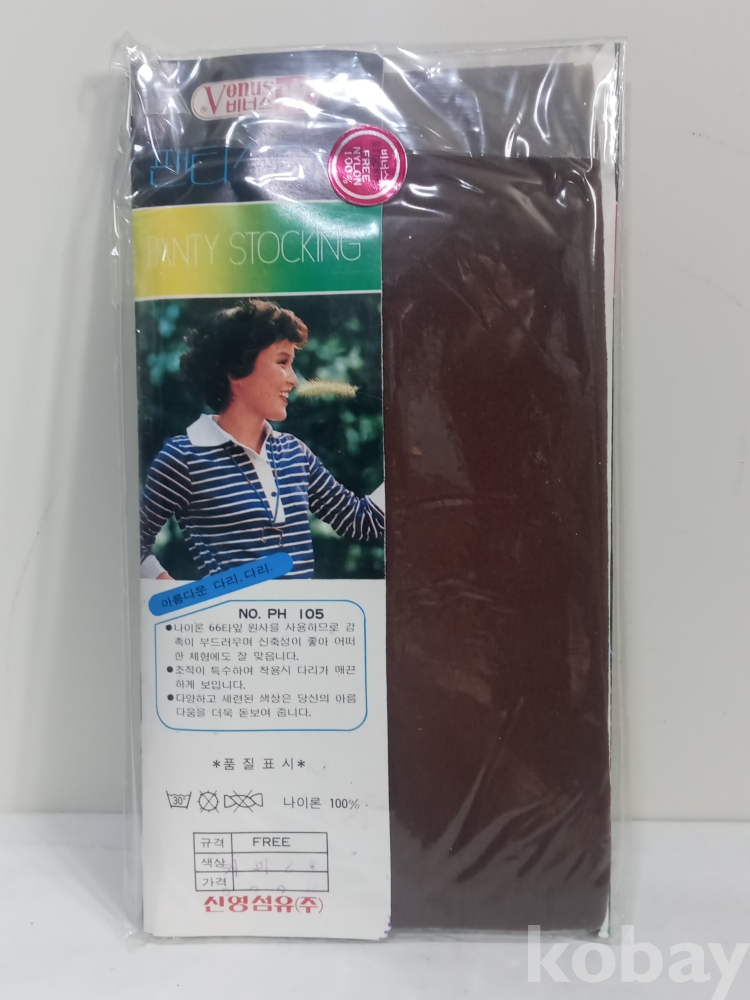 Venus
비너스
비너스
FREE
NYLON
100%
PANTY STOCKING
아름다운 다리. 다리.
NO. PH 105
●나이론 66타잎 원사를 사용하므로 감
촉이 부드러우며 신축성이 좋아 어떠
한 체형에도 잘 맞읍니다.
●조직이 특수하여 착용시 다리가 매끈
하게 보입니다.
●다양하고 세련된 색상은 당신의 아름
다움을 더욱 돋보여 줍니다.
*품질표시*
30° 나이론 100%
규격 FREE
색상
가격
신영섬유(주)
kobay